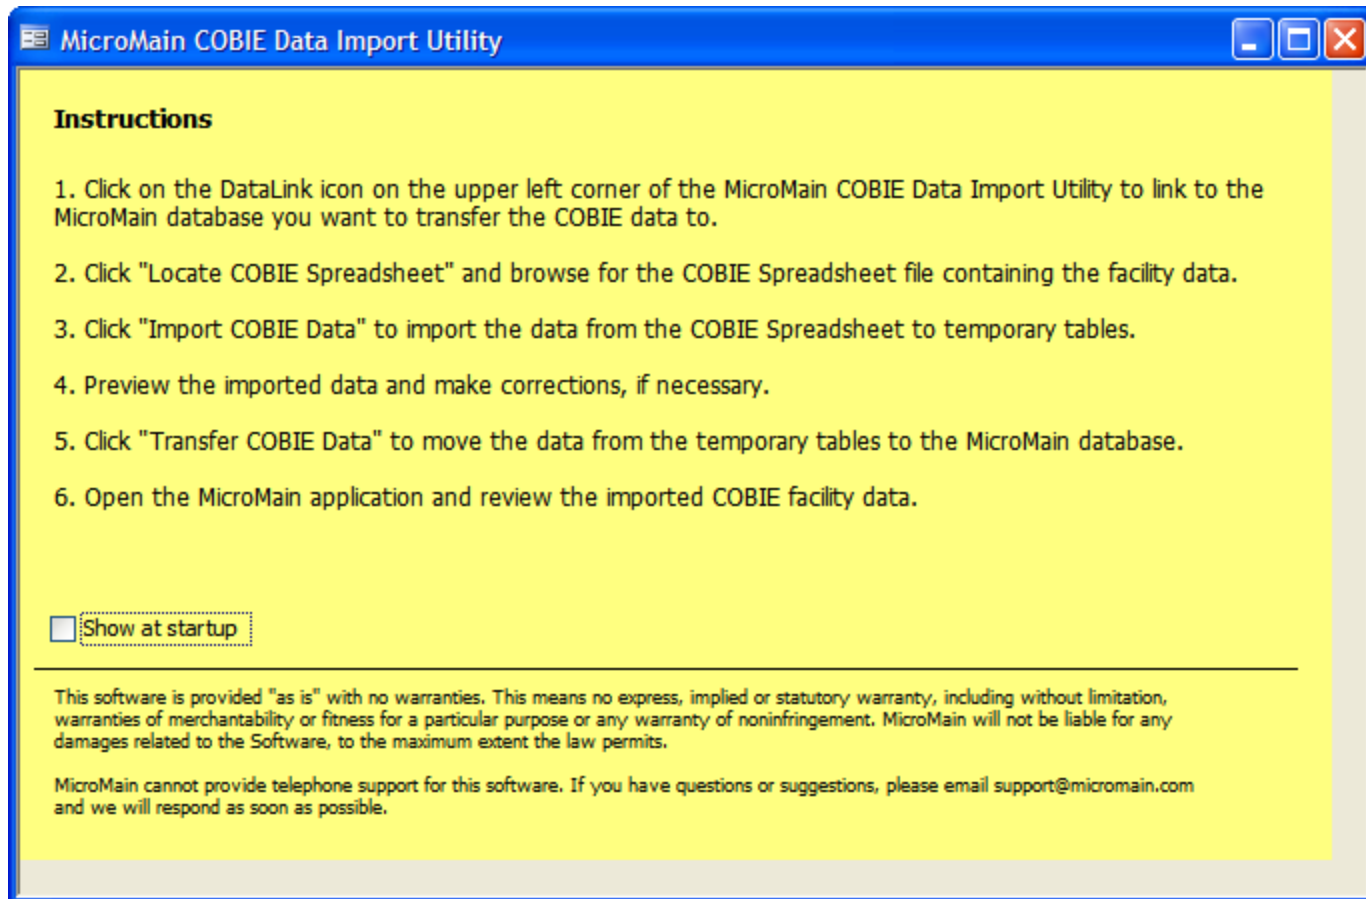 MicroMain COBIE Data Import Utility
Instructions
1. Click on the DataLink icon on the upper left corner of the MicroMain COBIE Data Import Utility to link to the
MicroMain database you want to transfer the COBIE data to.
2. Click "Locate COBIE Spreadsheet" and browse for the COBIE Spreadsheet file containing the facility data.
3. Click "Import COBIE Data" to import the data from the COBIE Spreadsheet to temporary tables.
4. Preview the imported data and make corrections, if necessary.
5. Click "Transfer COBIE Data" to move the data from the temporary tables to the MicroMain database.
6. Open the MicroMain application and review the imported COBIE facility data.
Show at startup
This software is provided "as is" with no warranties. This means no express, implied or statutory warranty, including without limitation,
warranties of merchantability or fitness for a particular purpose or any warranty of noninfringement. MicroMain will not be liable for any
damages related to the Software, to the maximum extent the law permits.
MicroMain cannot provide telephone support for this software. If you have questions or suggestions, please email support@micromain.com
and we will respond as soon as possible.